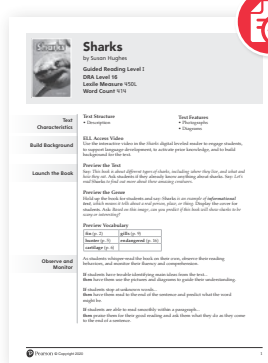 Sharks
Sharks
by Susan Hughes
Guided Reading Level I
DRA Level 16
Lexile Measure 450L
Word Count 414
Text Characteristics
Text Structure
• Description
Text Features
• Photographs
• Diagrams
Build Background
ELL Access Video
Use the interactive video in the Sharks digital leveled reader to engage students,
to support language development, to activate prior knowledge, and to build
background for the text.
Launch the Book
Preview the Text
Say: This book is about different types of sharks, including where they live, and what and
how they eat. Ask students if they already know anything about sharks. Say: Let's
read Sharks to find out more about these amazing creatures.
Preview the Genre
Hold up the book for students and say: Sharks is an example of informational
text, which means it tells about a real person, place, or thing. Display the cover for
students. Ask: Based on this image, can you predict if this book will show sharks to be
scary or interesting?
Preview Vocabulary
fin (p. 2) gills (p. 9)
hunter (p. 3) endangered (p. 16)
cartilage (p. 6)
Observe and Monitor
As students whisper-read the book on their own, observe their reading
behaviors, and monitor their fluency and comprehension.
If students have trouble identifying main ideas from the text...
then have them use the pictures and diagrams to guide their understanding.
If students stop at unknown words...
then have them read to the end of the sentence and predict what the word
might be.
If students are able to read smoothly within a paragraph...
then praise them for their good reading and ask them what they do as they come
to the end of a sentence.
Pearson © Copyright 2020
1